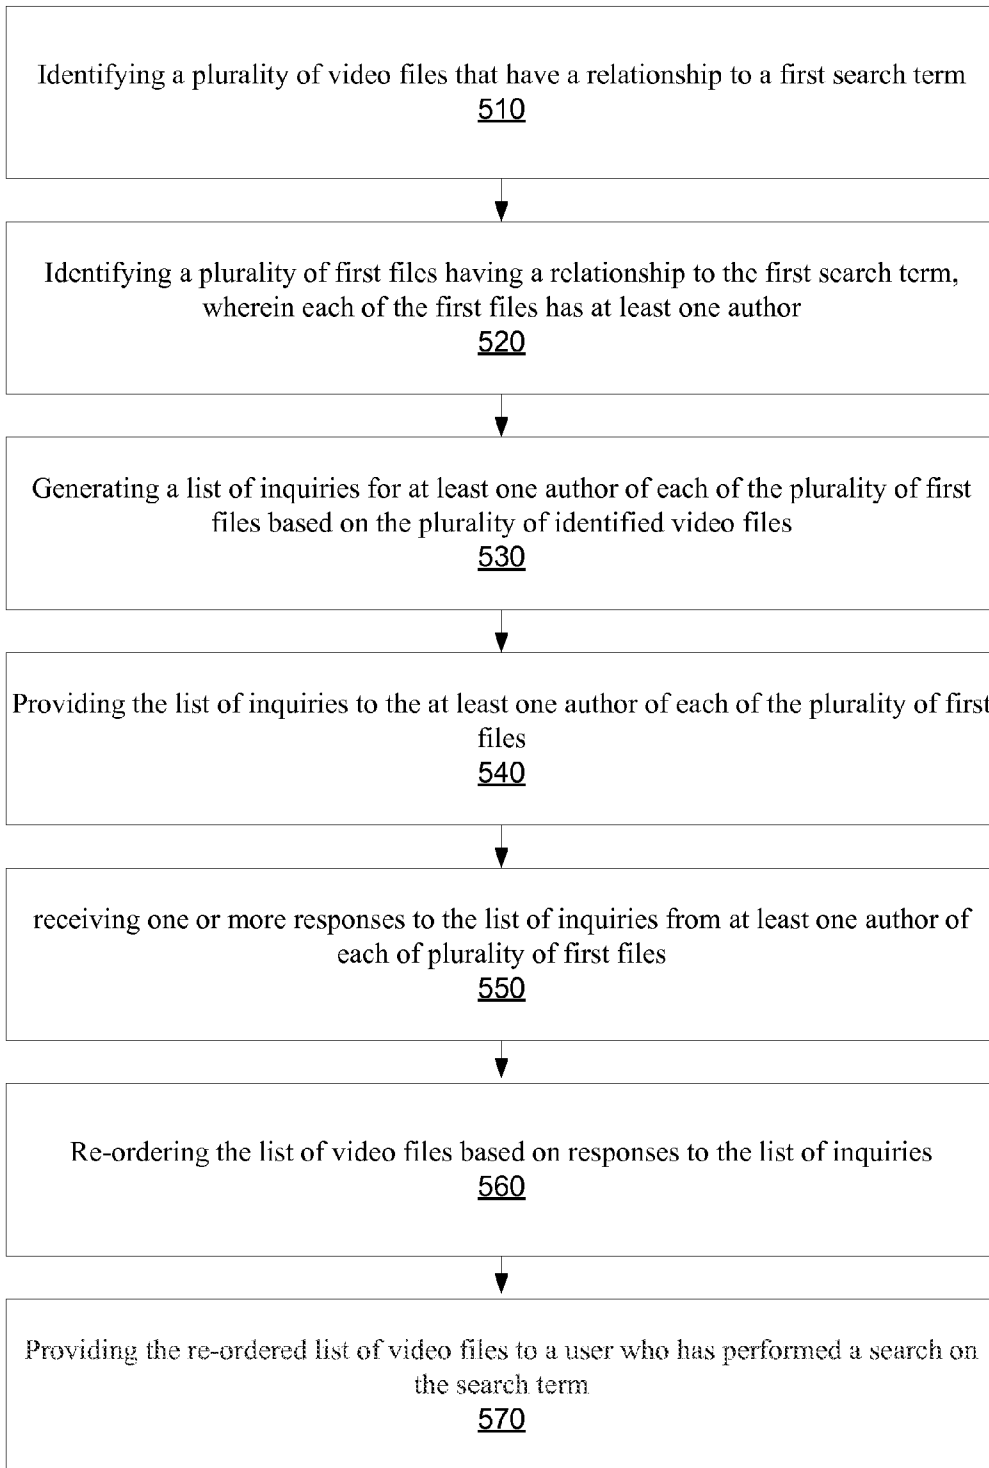 Identifying a plurality of video files that have a relationship to a first search term
510
Identifying a plurality of first files having a relationship to the first search term,
wherein each of the first files has at least one author
520
Generating a list of inquiries for at least one author of each of the plurality of first
files based on the plurality of identified video files
530
Providing the list of inquiries to the at least one author of each of the plurality of first
files
540
receiving one or more responses to the list of inquiries from at least one author of
each of plurality of first files
550
Re-ordering the list of video files based on responses to the list of inquiries
560
Providing the re-ordered list of video files to a user who has performed a search on
the search term
570